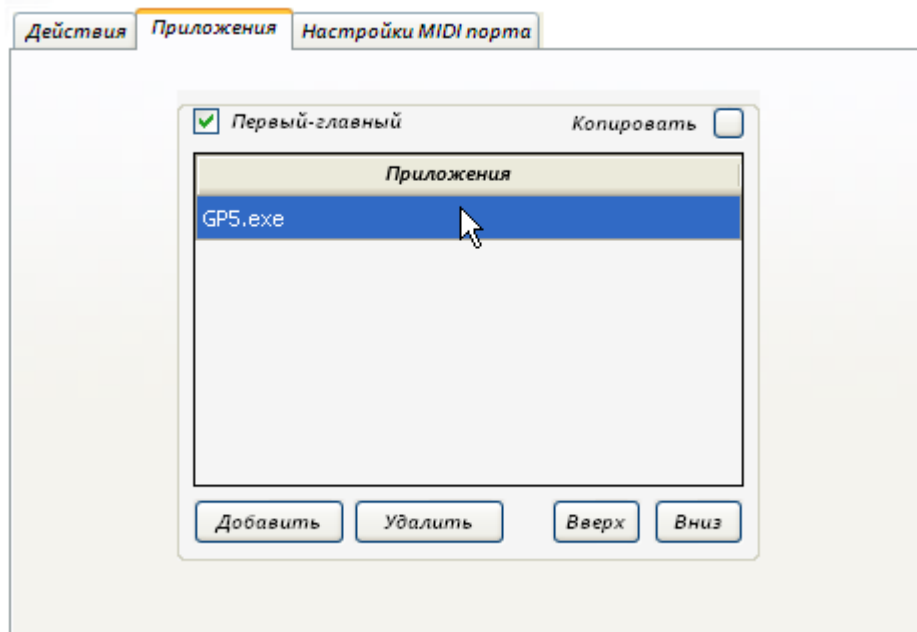 Действия Приложения Настройки MIDI порта
Первый-главный Копировать
Приложения
GP5.exe
Добавить Удалить Вверх Вниз